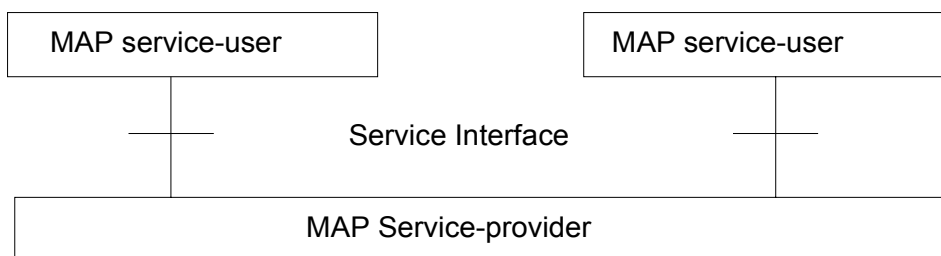 MAP service-user MAP service-user
Service Interface
MAP Service-provider